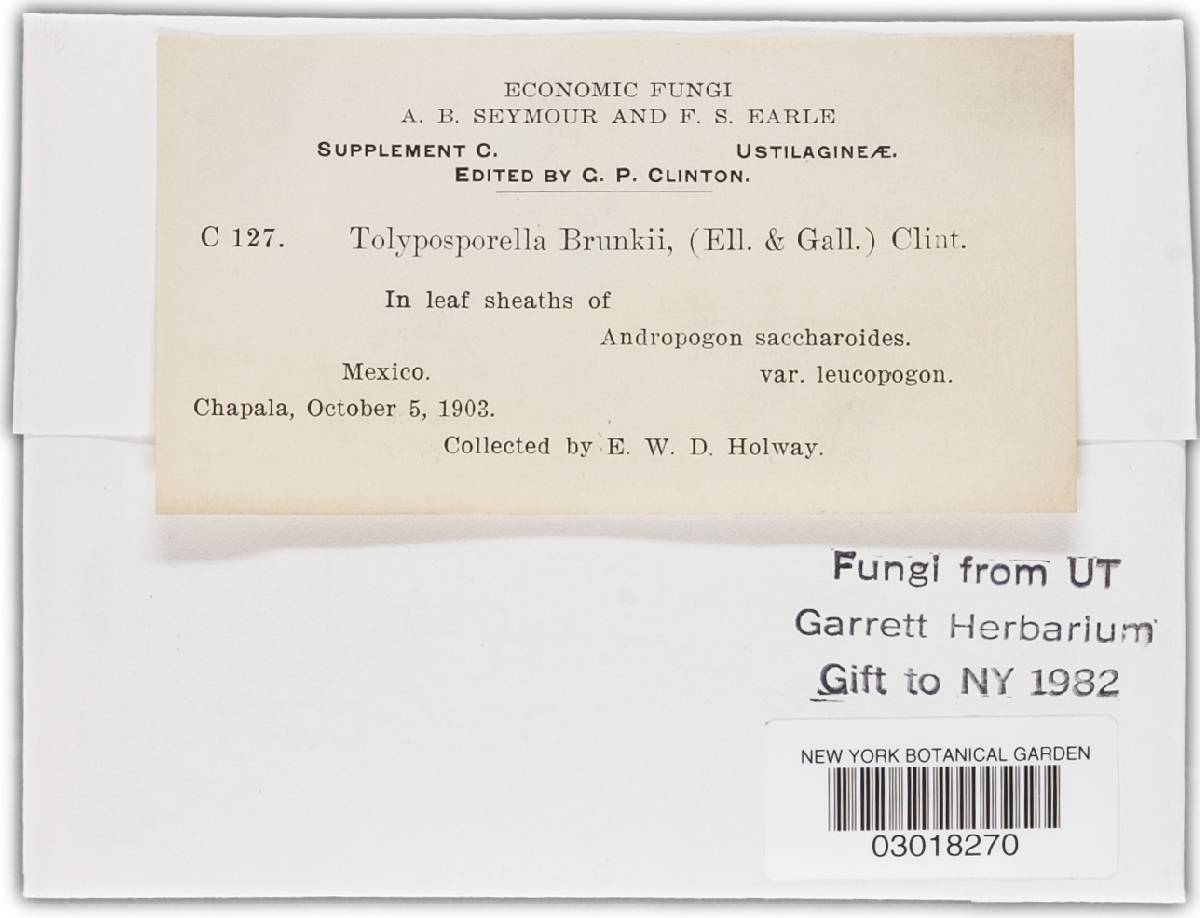 ECONOMIC FUNGI
A. B. SEYMOUR AND F. S. EARLE
SUPPLEMENT C. USTILAGINEÆ.
EDITED BY G. P. CLINTON.
C 127. Tolyposporella Brunkii, (Ell. & Gall.) Clint.
In leaf sheaths of
Andropogon saccharoides.
Mexico. var. leucopogon.
Chapala, October 5, 1903.
Collected by E. W. D. Holway.
Fungi from UT
Garrett Herbarium
Gift to NY 1982
NEW YORK BOTANICAL GARDEN
03018270